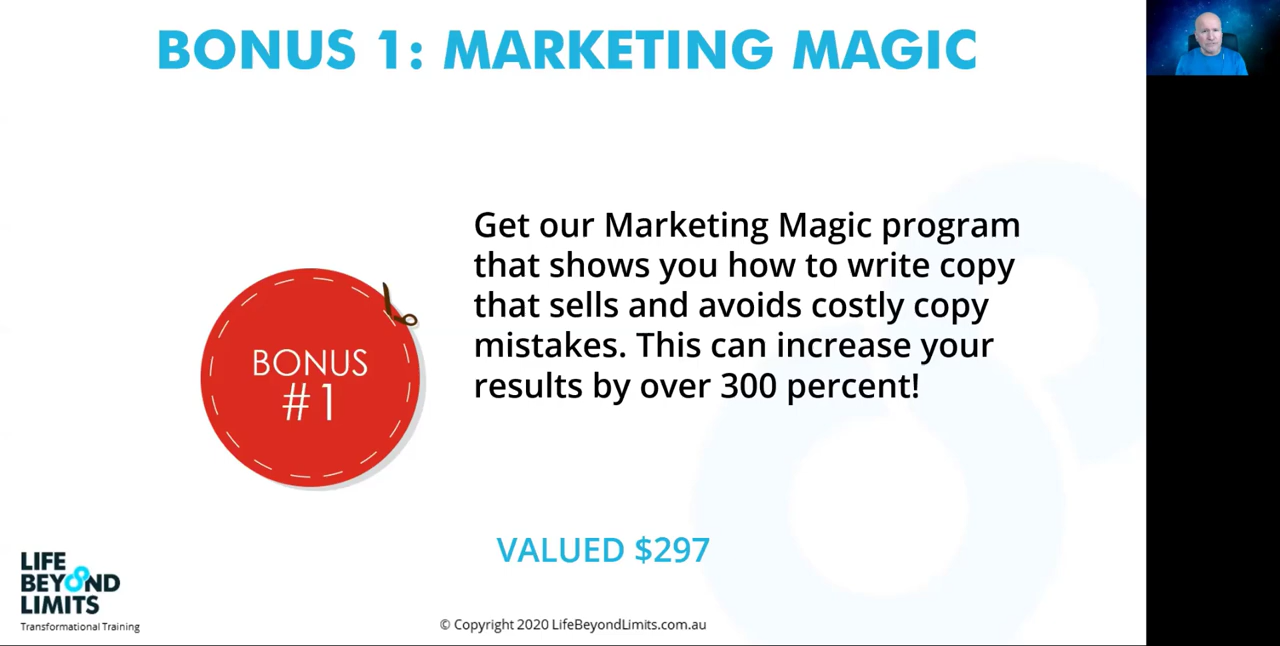 BONUS 1: MARKETING MAGIC
Get our Marketing Magic program
that shows you how to write copy
that sells and avoids costly copy
mistakes. This can increase your
results by over 300 percent!
BONUS
#1
VALUED $297
LIFE
BEYOND
LIMITS
Transformational Training
© Copyright 2020 LifeBeyondLimits.com.au